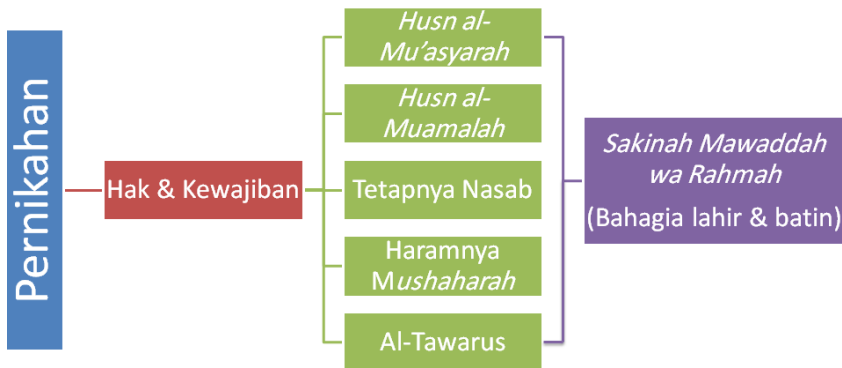 Pernikahan
Hak & Kewajiban
Husn al-
Mu’asyarah
Husn al-
Muamalah
Tetapnya Nasab
Haramnya
Mushaharah
Al-Tawarus
Sakinah Mawaddah
wa Rahmah
(Bahagia lahir & batin)